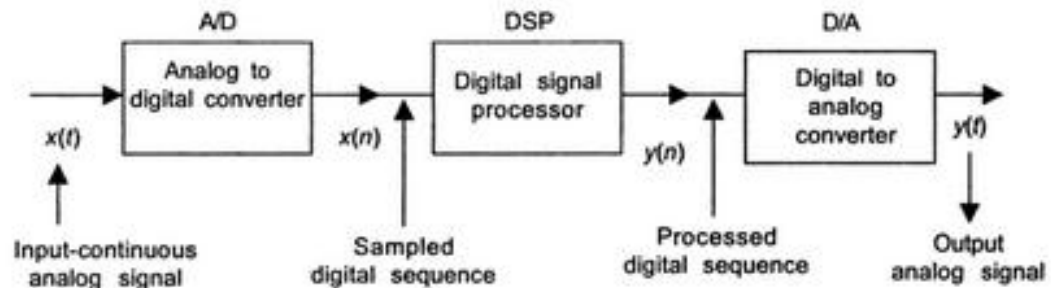 A/D
DSP
D/A
Analog to
digital converter
Digital signal
processor
Digital to
analog
converter
x(t)
x(n)
y(n)
y(t)
Input-continuous
analog signal
Sampled
digital sequence
Processed
digital sequence
Output
analog signal